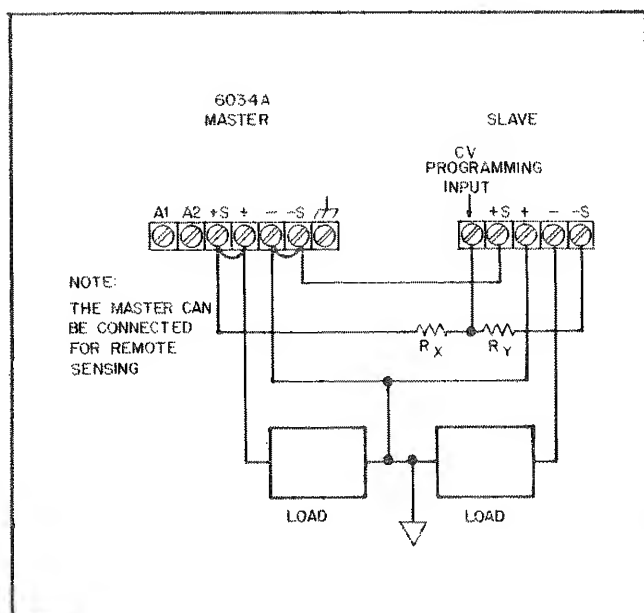 6034A
MASTER
SLAVE
CV
PROGRAMMING
INPUT
A1 A2 +S + − −S
+S + − −S
NOTE:
THE MASTER CAN
BE CONNECTED
FOR REMOTE
SENSING
RX
RY
LOAD
LOAD